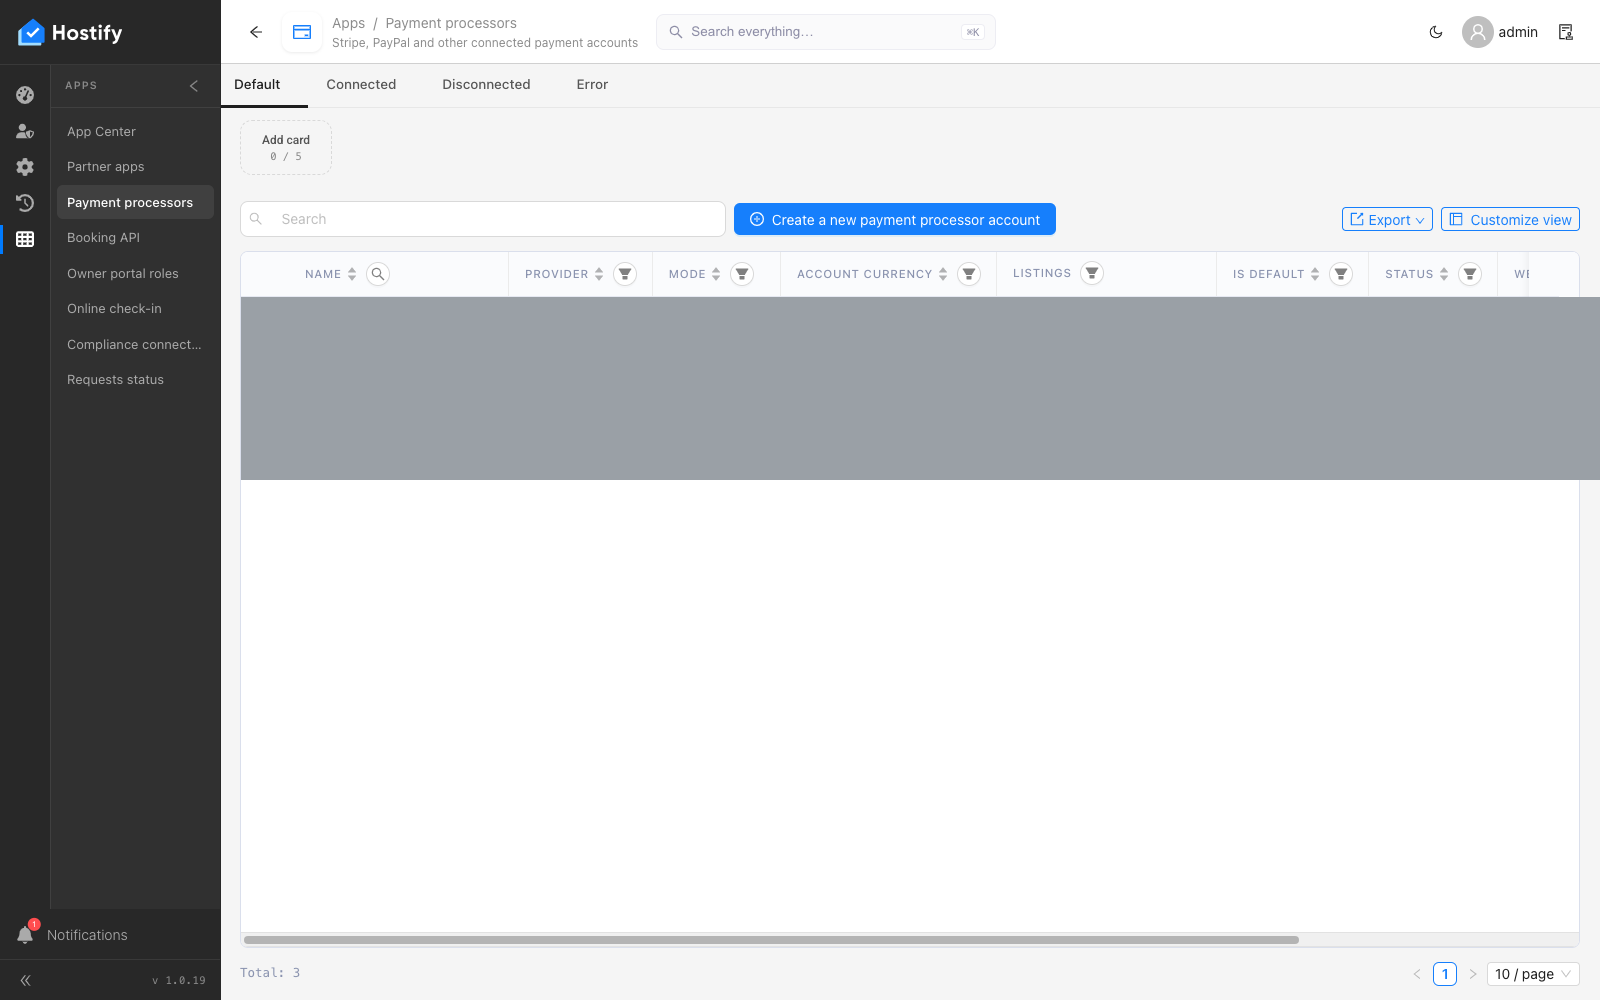 Hostify
Apps / Payment processors
Stripe, PayPal and other connected payment accounts
Search everything...
⌘K
admin
APPS
App Center
Partner apps
Payment processors
Booking API
Owner portal roles
Online check-in
Compliance connect...
Requests status
1
Notifications
v 1.0.19
Default
Connected
Disconnected
Error
Add card
0 / 5
Search
Create a new payment processor account
Export
Customize view
NAME
PROVIDER
MODE
ACCOUNT CURRENCY
LISTINGS
IS DEFAULT
STATUS
Total: 3
1
10 / page